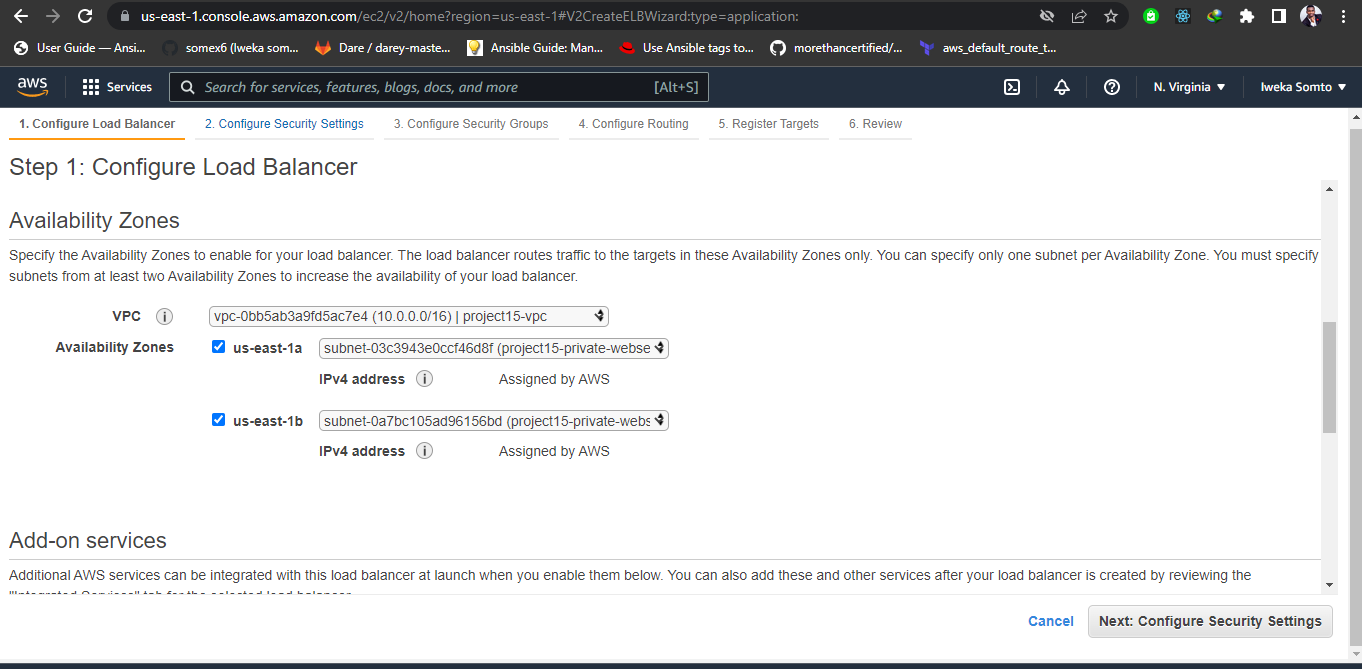 us-east-1.console.aws.amazon.com/ec2/v2/home?region=us-east-1#V2CreateELBWizard:type=application:
User Guide — Ansi... somex6 (Iweka som... Dare / darey-maste... Ansible Guide: Man... Use Ansible tags to... morethancertified/... aws_default_route_t...
aws Services Search for services, features, blogs, docs, and more [Alt+S] N. Virginia Iweka Somto
1. Configure Load Balancer 2. Configure Security Settings 3. Configure Security Groups 4. Configure Routing 5. Register Targets 6. Review
Step 1: Configure Load Balancer
Availability Zones
Specify the Availability Zones to enable for your load balancer. The load balancer routes traffic to the targets in these Availability Zones only. You can specify only one subnet per Availability Zone. You must specify
subnets from at least two Availability Zones to increase the availability of your load balancer.
VPC i vpc-0bb5ab3a9fd5ac7e4 (10.0.0.0/16) | project15-vpc
Availability Zones us-east-1a subnet-03c3943e0ccf46d8f (project15-private-webse
IPv4 address i Assigned by AWS
us-east-1b subnet-0a7bc105ad96156bd (project15-private-webs
IPv4 address i Assigned by AWS
Add-on services
Additional AWS services can be integrated with this load balancer at launch when you enable them below. You can also add these and other services after your load balancer is created by reviewing the
"Integrated Services" tab for the selected load balancer
Cancel Next: Configure Security Settings